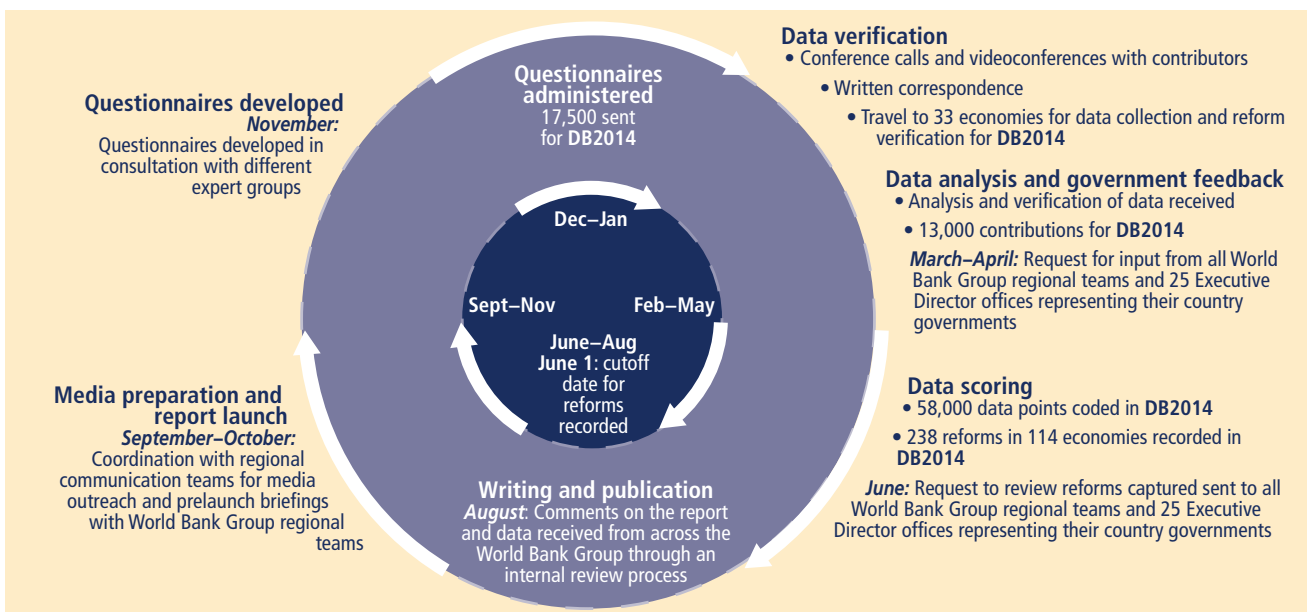 Questionnaires
administered
17,500 sent
for DB2014
Data verification
• Conference calls and videoconferences with contributors
• Written correspondence
• Travel to 33 economies for data collection and reform
verification for DB2014
Data analysis and government feedback
• Analysis and verification of data received
• 13,000 contributions for DB2014
March–April: Request for input from all World
Bank Group regional teams and 25 Executive
Director offices representing their country
governments
Data scoring
• 58,000 data points coded in DB2014
• 238 reforms in 114 economies recorded in
DB2014
June: Request to review reforms captured sent to all
World Bank Group regional teams and 25 Executive
Director offices representing their country governments
Writing and publication
August: Comments on the report
and data received from across the
World Bank Group through an
internal review process
Media preparation and
report launch
September–October:
Coordination with regional
communication teams for media
outreach and prelaunch briefings
with World Bank Group regional
teams
Questionnaires developed
November:
Questionnaires developed in
consultation with different
expert groups
Dec–Jan
Feb–May
June–Aug
June 1: cutoff
date for
reforms
recorded
Sept–Nov